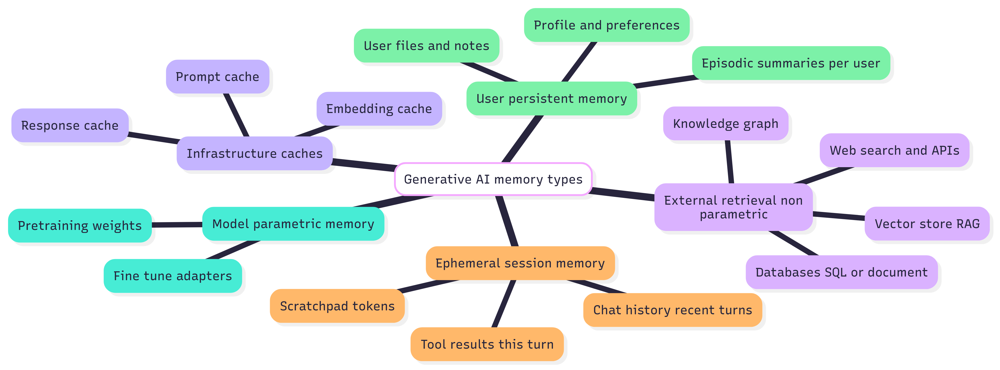 Profile and preferences
User files and notes
Episodic summaries per user
Prompt cache
User persistent memory
Embedding cache
Response cache
Knowledge graph
Infrastructure caches
Web search and APIs
Generative AI memory types
External retrieval non
parametric
Pretraining weights
Model parametric memory
Vector store RAG
Ephemeral session memory
Databases SQL or document
Fine tune adapters
Scratchpad tokens
Chat history recent turns
Tool results this turn